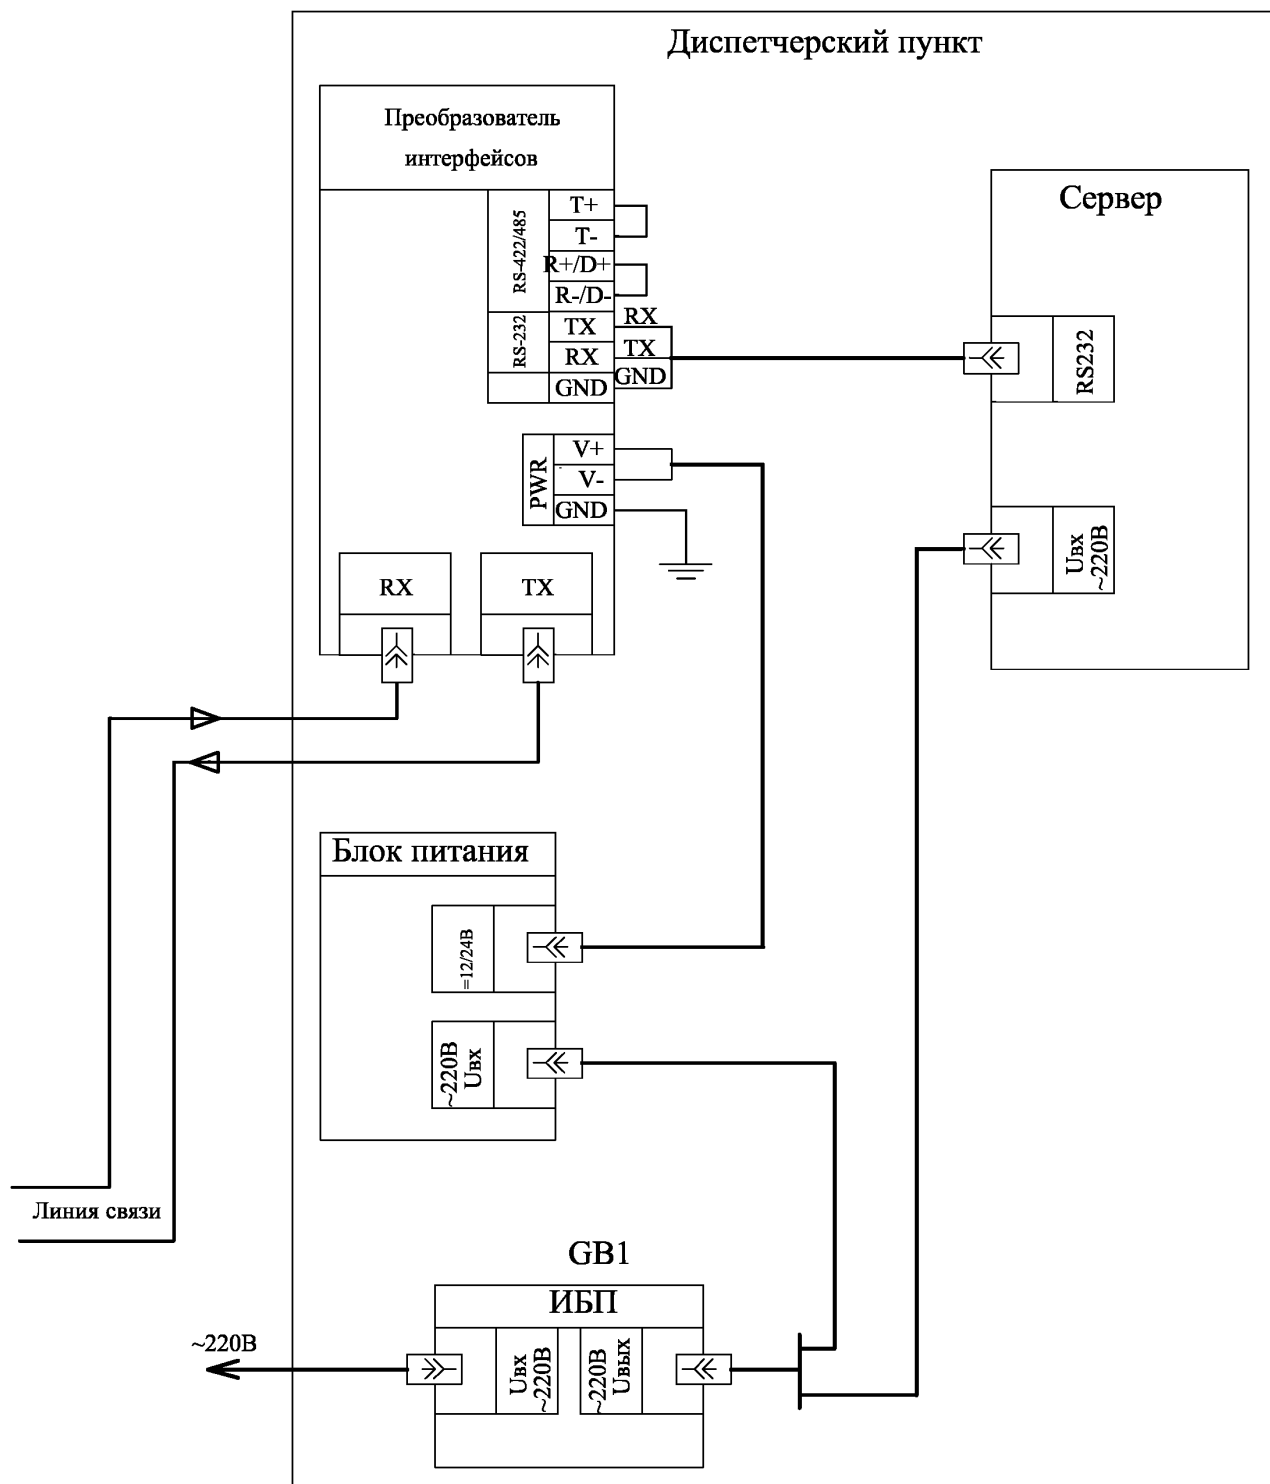 Диспетчерский пункт
Преобразователь
интерфейсов
Сервер
RS-422/485
T+
T-
R+/D+
R-/D-
RS-232
TX
RX
GND
RX
TX
GND
RS232
PWR
V+
V-
GND
Uвх
~220В
RX
TX
Блок питания
=12/24В
~220В
Uвх
Линия связи
GB1
ИБП
~220В
Uвх
~220В
~220В
Uвых